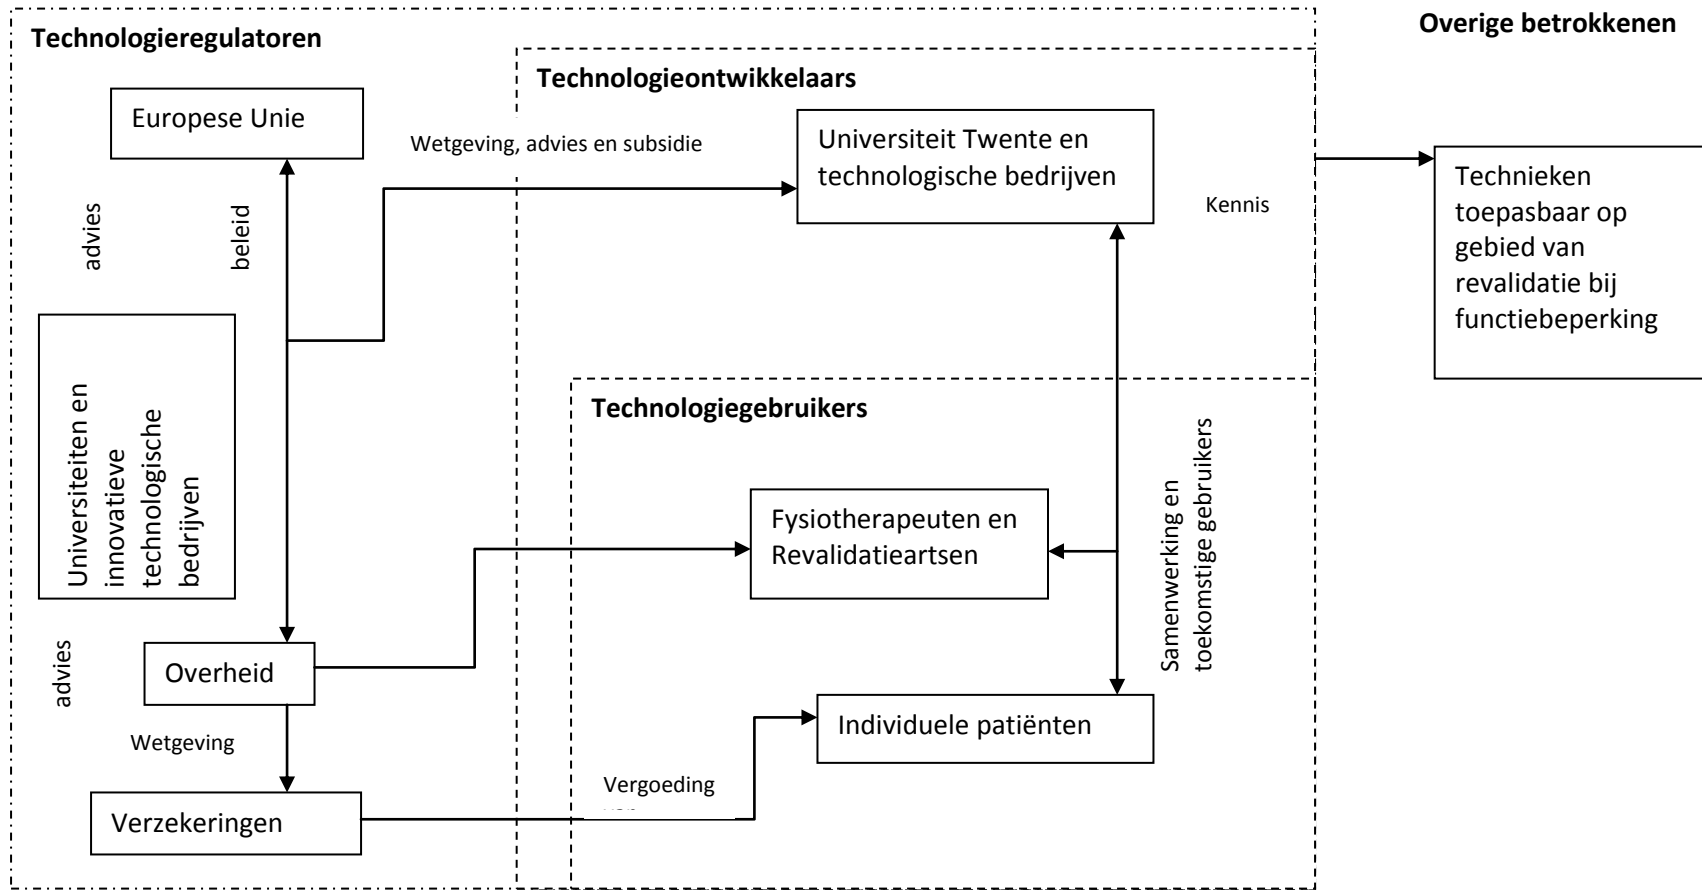 Technologieregulatoren
Overige betrokkenen
Technologieontwikkelaars
Europese Unie
Wetgeving, advies en subsidie
Universiteit Twente en
technologische bedrijven
Kennis
Technieken
toepasbaar op
gebied van
revalidatie bij
functiebeperking
advies
beleid
Universiteiten en
innovatieve
technologische
bedrijven
Technologiegebruikers
Fysiotherapeuten en
Revalidatieartsen
Samenwerking en
toekomstige gebruikers
advies
Overheid
Wetgeving
Individuele patiënten
Vergoeding
Verzekeringen